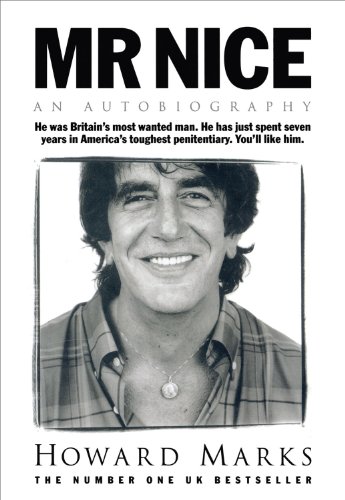 MR NICE
AN AUTOBIOGRAPHY
He was Britain's most wanted man. He has just spent seven
years in America's toughest penitentiary. You'll like him.
HOWARD MARKS
THE NUMBER ONE UK BESTSELLER